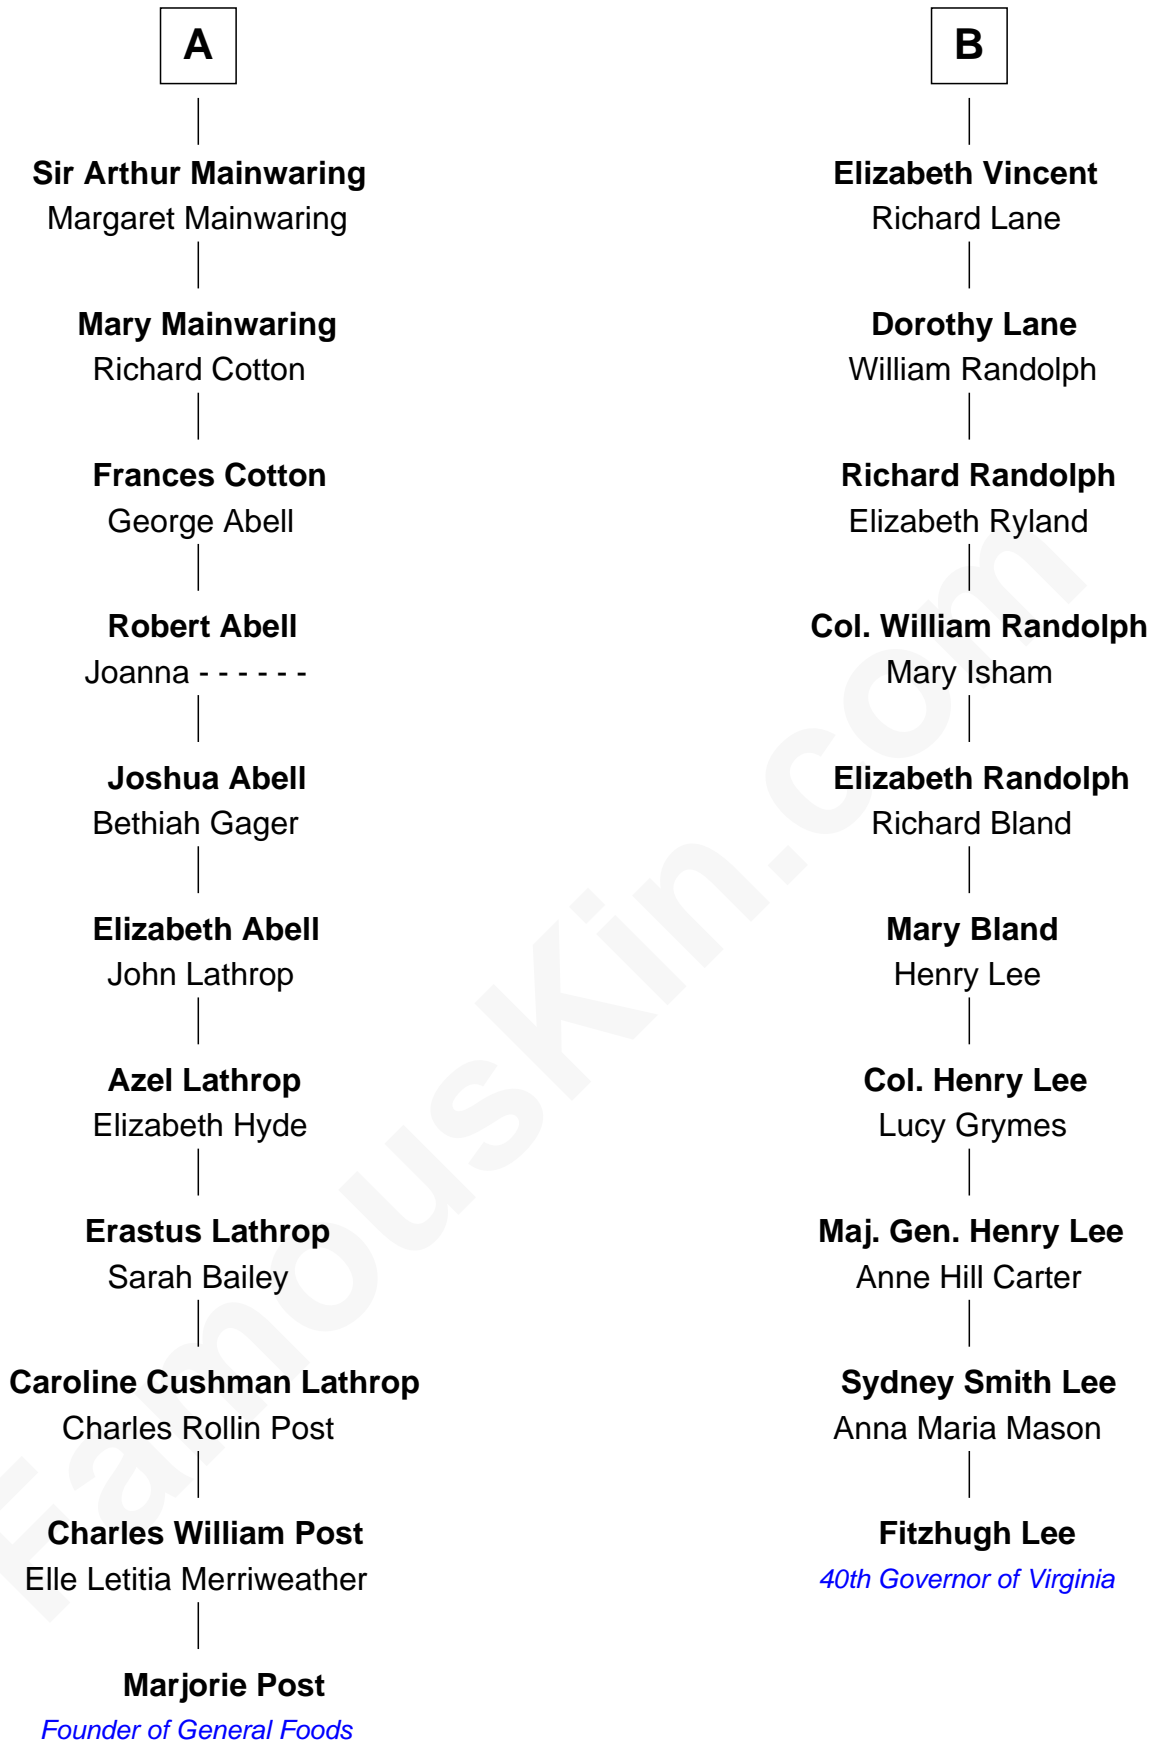 A
Sir Arthur Mainwaring
Margaret Mainwaring
Mary Mainwaring
Richard Cotton
Frances Cotton
George Abell
Robert Abell
Joanna - - - - - -
Joshua Abell
Bethiah Gager
Elizabeth Abell
John Lathrop
Azel Lathrop
Elizabeth Hyde
Erastus Lathrop
Sarah Bailey
Caroline Cushman Lathrop
Charles Rollin Post
Charles William Post
Elle Letitia Merriweather
Marjorie Post
Founder of General Foods
B
Elizabeth Vincent
Richard Lane
Dorothy Lane
William Randolph
Richard Randolph
Elizabeth Ryland
Col. William Randolph
Mary Isham
Elizabeth Randolph
Richard Bland
Mary Bland
Henry Lee
Col. Henry Lee
Lucy Grymes
Maj. Gen. Henry Lee
Anne Hill Carter
Sydney Smith Lee
Anna Maria Mason
Fitzhugh Lee
40th Governor of Virginia
FamousKin.com